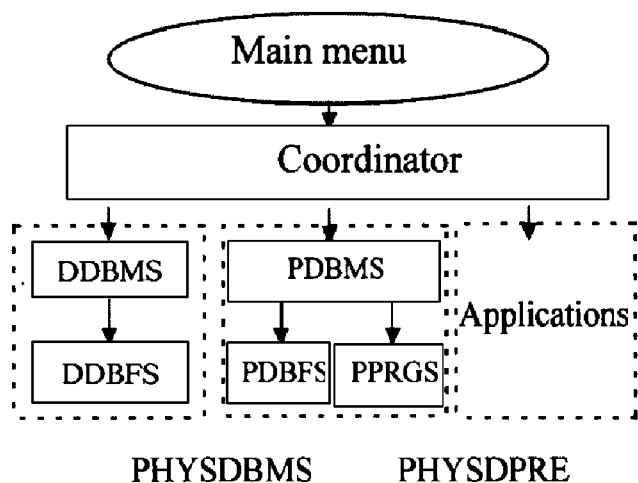 Main menu
Coordinator
DDBMS
PDBMS
Applications
DDBFS
PDBFS
PPRGS
PHYSDBMS
PHYSDPRE